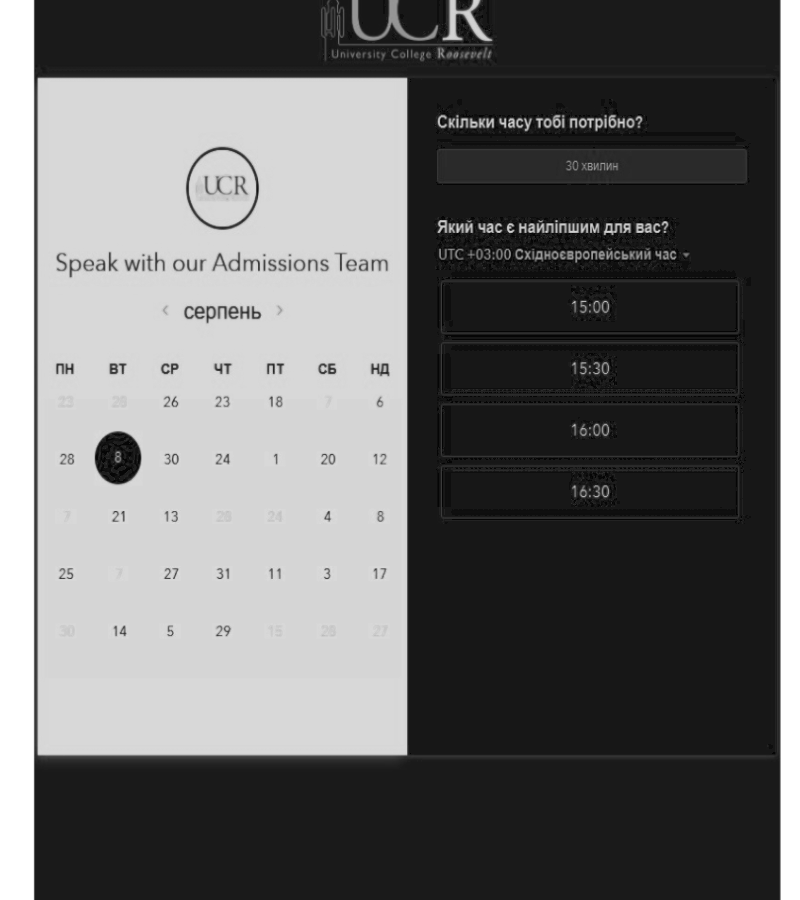 UCR
University College Roosevelt
UCR
Speak with our Admissions Team
< серпень >
ПН ВТ СР ЧТ ПТ СБ НД
23 28 26 23 18 7 6
28 8 30 24 1 20 12
7 21 13 28 24 4 8
25 7 27 31 11 3 17
30 14 5 29 15 28 27
Скільки часу тобі потрібно?
30 хвилин
Який час є найліпшим для вас?
UTC +03:00 Східноєвропейський час
15:00
15:30
16:00
16:30